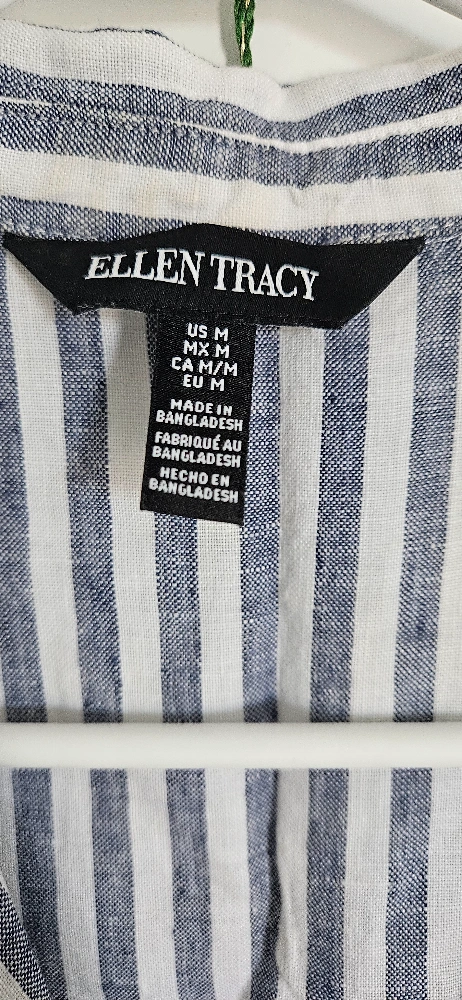 ELLEN TRACY
US M
MX M
CA M/M
EU M
MADE IN
BANGLADESH
FABRIQUÉ AU
BANGLADESH
HECHO EN
BANGLADESH